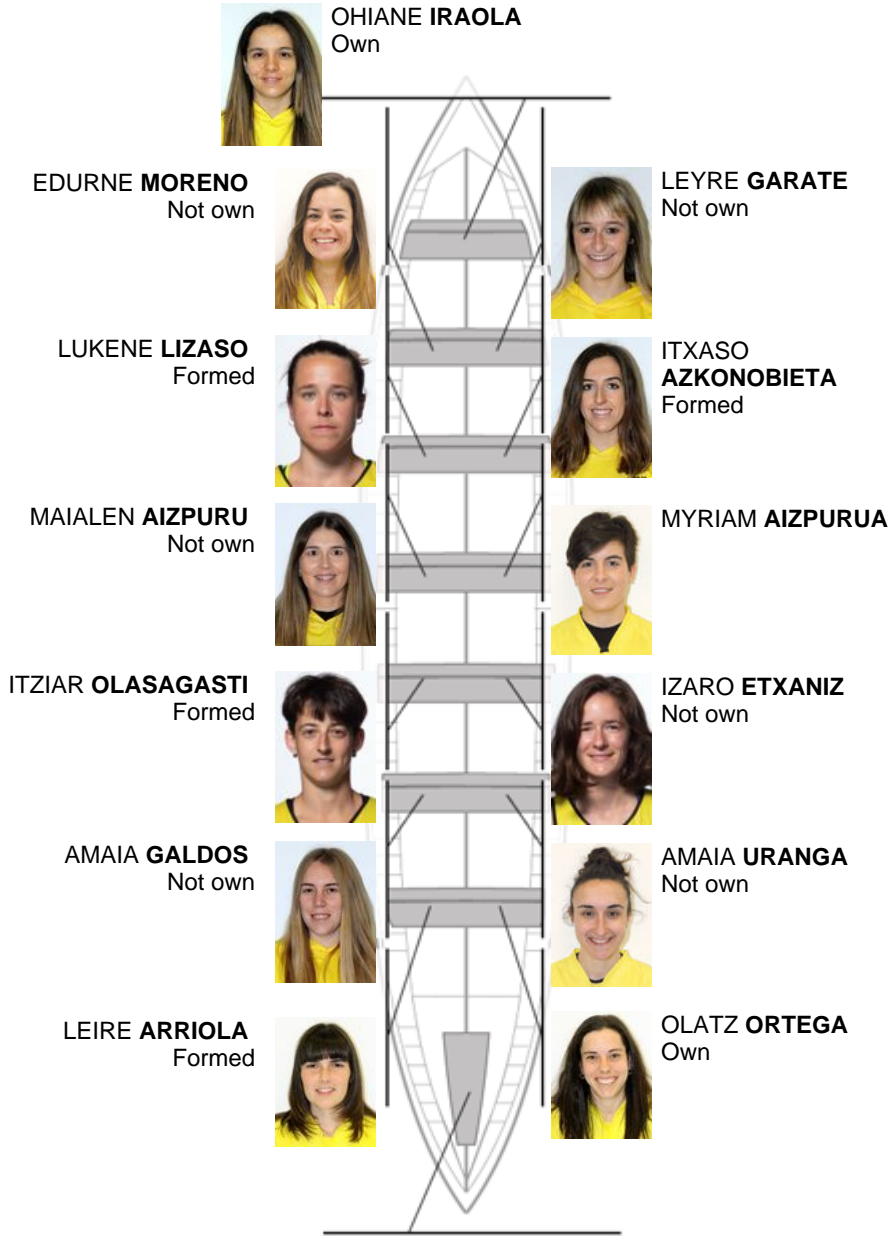 OHIANE IRAOLA
Own
EDURNE MORENO
Not own
LEYRE GARATE
Not own
LUKENE LIZASO
Formed
ITXASO
AZKONOBIETA
Formed
MAIALEN AIZPURU
Not own
MYRIAM AIZPURUA
ITZIAR OLASAGASTI
Formed
IZARO ETXANIZ
Not own
AMAIA GALDOS
Not own
AMAIA URANGA
Not own
LEIRE ARRIOLA
Formed
OLATZ ORTEGA
Own